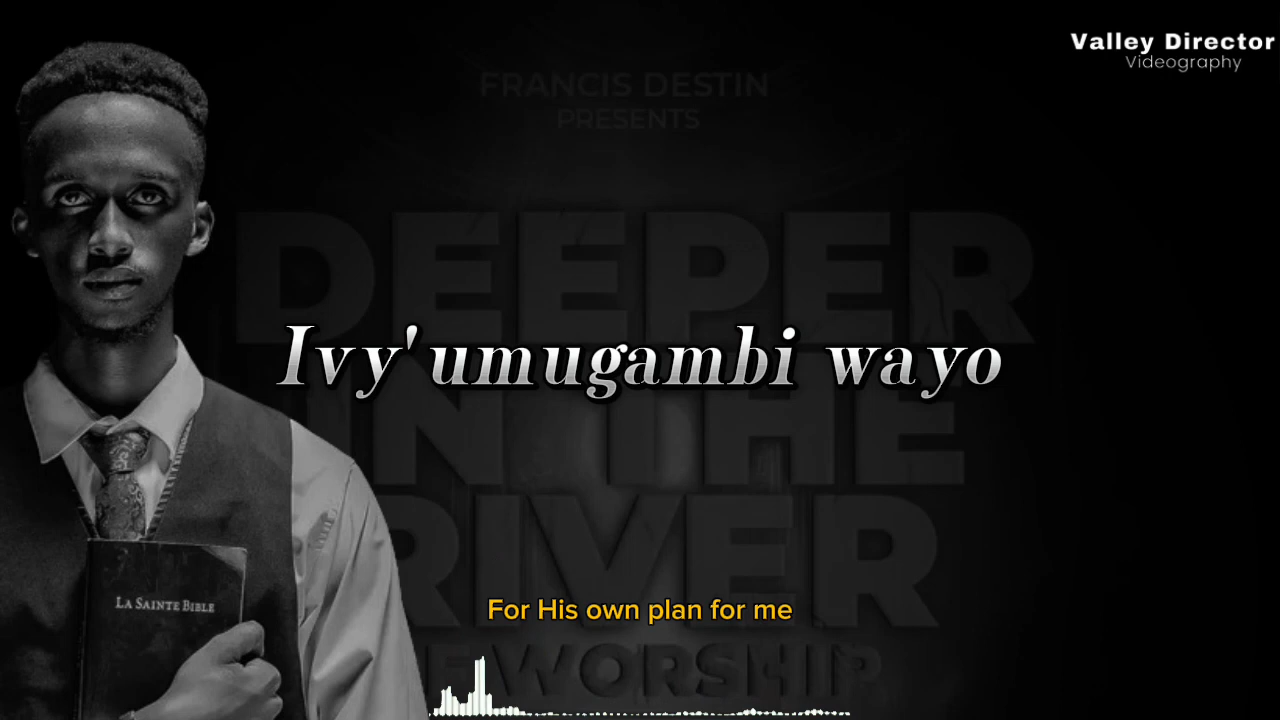 Valley Director
Videography
FRANCIS DESTIN
PRESENTS
DEEPER
IN THE
RIVER
WORSHIP
Ivy'umugambi wayo
LA SAINTE BIBLE
For His own plan for me